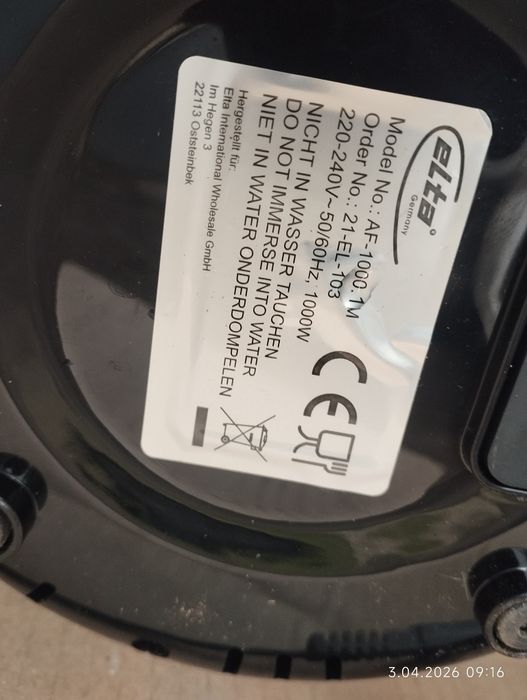 elta
Germany
Model No.: AF-1000.1M
Order No.: 21-EL-103
220-240V~ 50/60Hz, 1000W
NICHT IN WASSER TAUCHEN
DO NOT IMMERSE INTO WATER
NIET IN WATER ONDERDOMPELEN
Hergestellt für:
Elta International Wholesale GmbH
Im Hegen 3
22113 Oststeinbek
CE
3.04.2026 09:16